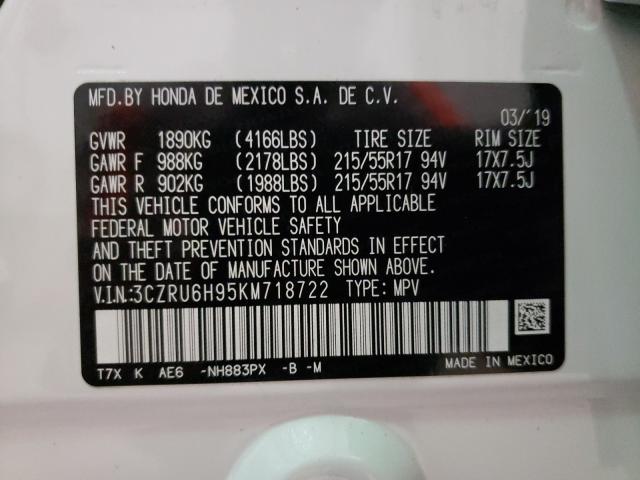 MFD.BY HONDA DE MEXICO S.A. DE C.V.
03/'19
GVWR 1890KG (4166LBS) TIRE SIZE RIM SIZE
GAWR F 988KG (2178LBS) 215/55R17 94V 17X7.5J
GAWR R 902KG (1988LBS) 215/55R17 94V 17X7.5J
THIS VEHICLE CONFORMS TO ALL APPLICABLE
FEDERAL MOTOR VEHICLE SAFETY
AND THEFT PREVENTION STANDARDS IN EFFECT
ON THE DATE OF MANUFACTURE SHOWN ABOVE.
V.I.N.:3CZRU6H95KM718722 TYPE: MPV
T7X K AE6 -NH883PX -B -M MADE IN MEXICO